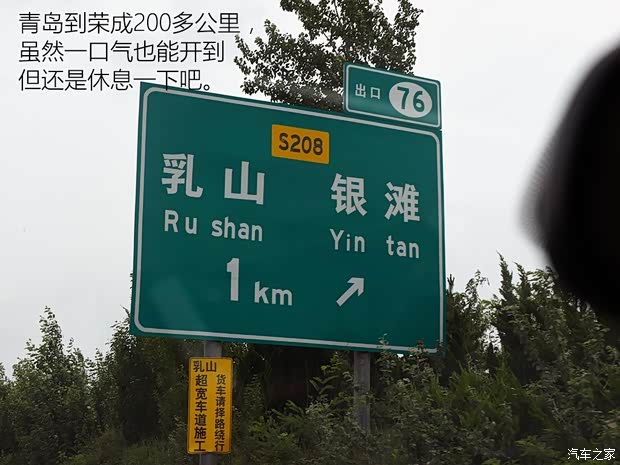 青岛到荣成200多公里，
虽然一口气也能开到
但还是休息一下吧。
出口 76
S208
乳山 银滩
Ru shan Yin tan
1 km
乳山
超宽车道施工
货车请择路绕行
汽车之家